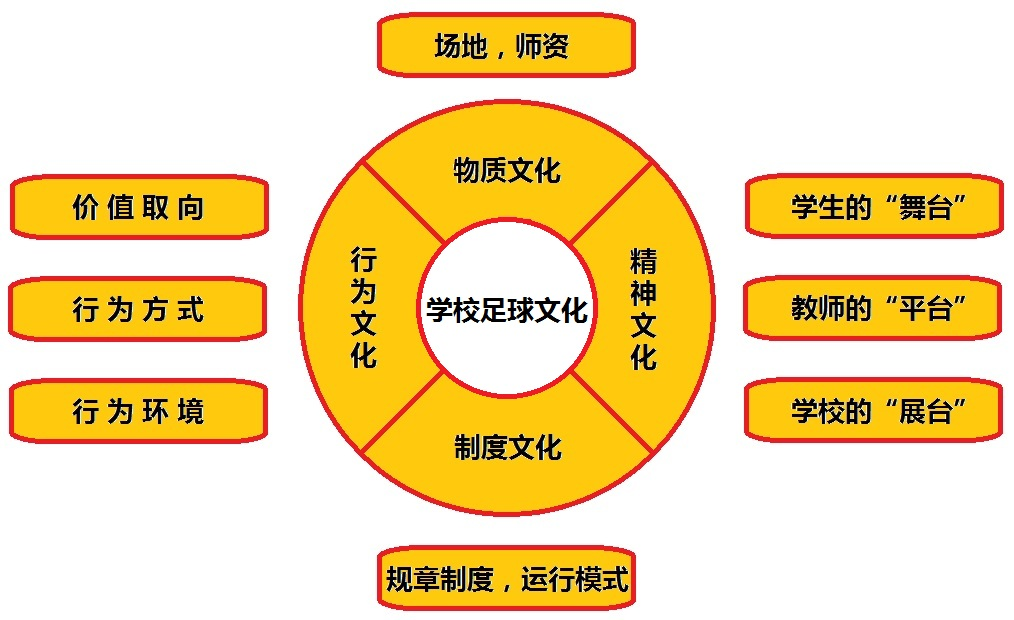 场地，师资
物质文化
价值取向
行为方式
行为环境
行为文化
学校足球文化
精神文化
学生的“舞台”
教师的“平台”
学校的“展台”
制度文化
规章制度，运行模式